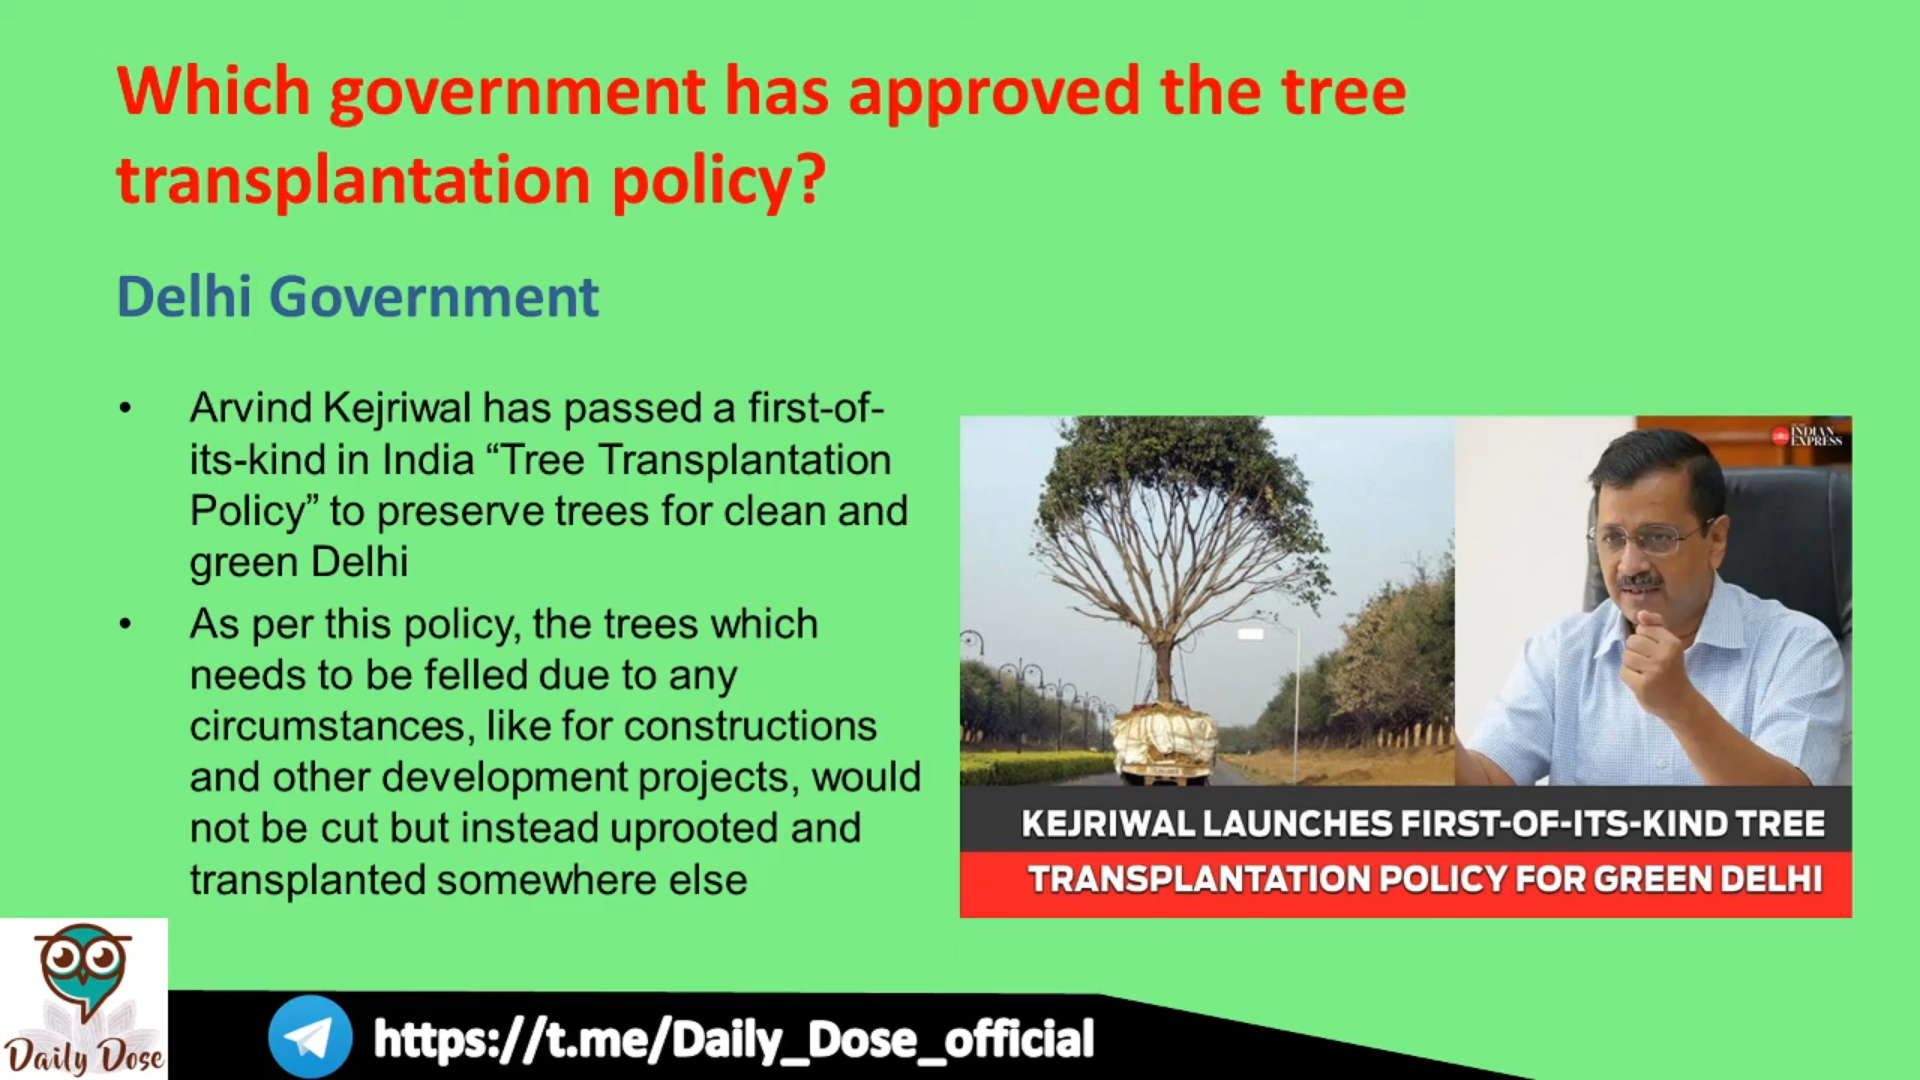 Which government has approved the tree
transplantation policy?
Delhi Government
• Arvind Kejriwal has passed a first-of-
its-kind in India “Tree Transplantation
Policy” to preserve trees for clean and
green Delhi
• As per this policy, the trees which
needs to be felled due to any
circumstances, like for constructions
and other development projects, would
not be cut but instead uprooted and
transplanted somewhere else
INDIAN
EXPRESS
KEJRIWAL LAUNCHES FIRST-OF-ITS-KIND TREE
TRANSPLANTATION POLICY FOR GREEN DELHI
Daily Dose
https://t.me/Daily_Dose_official